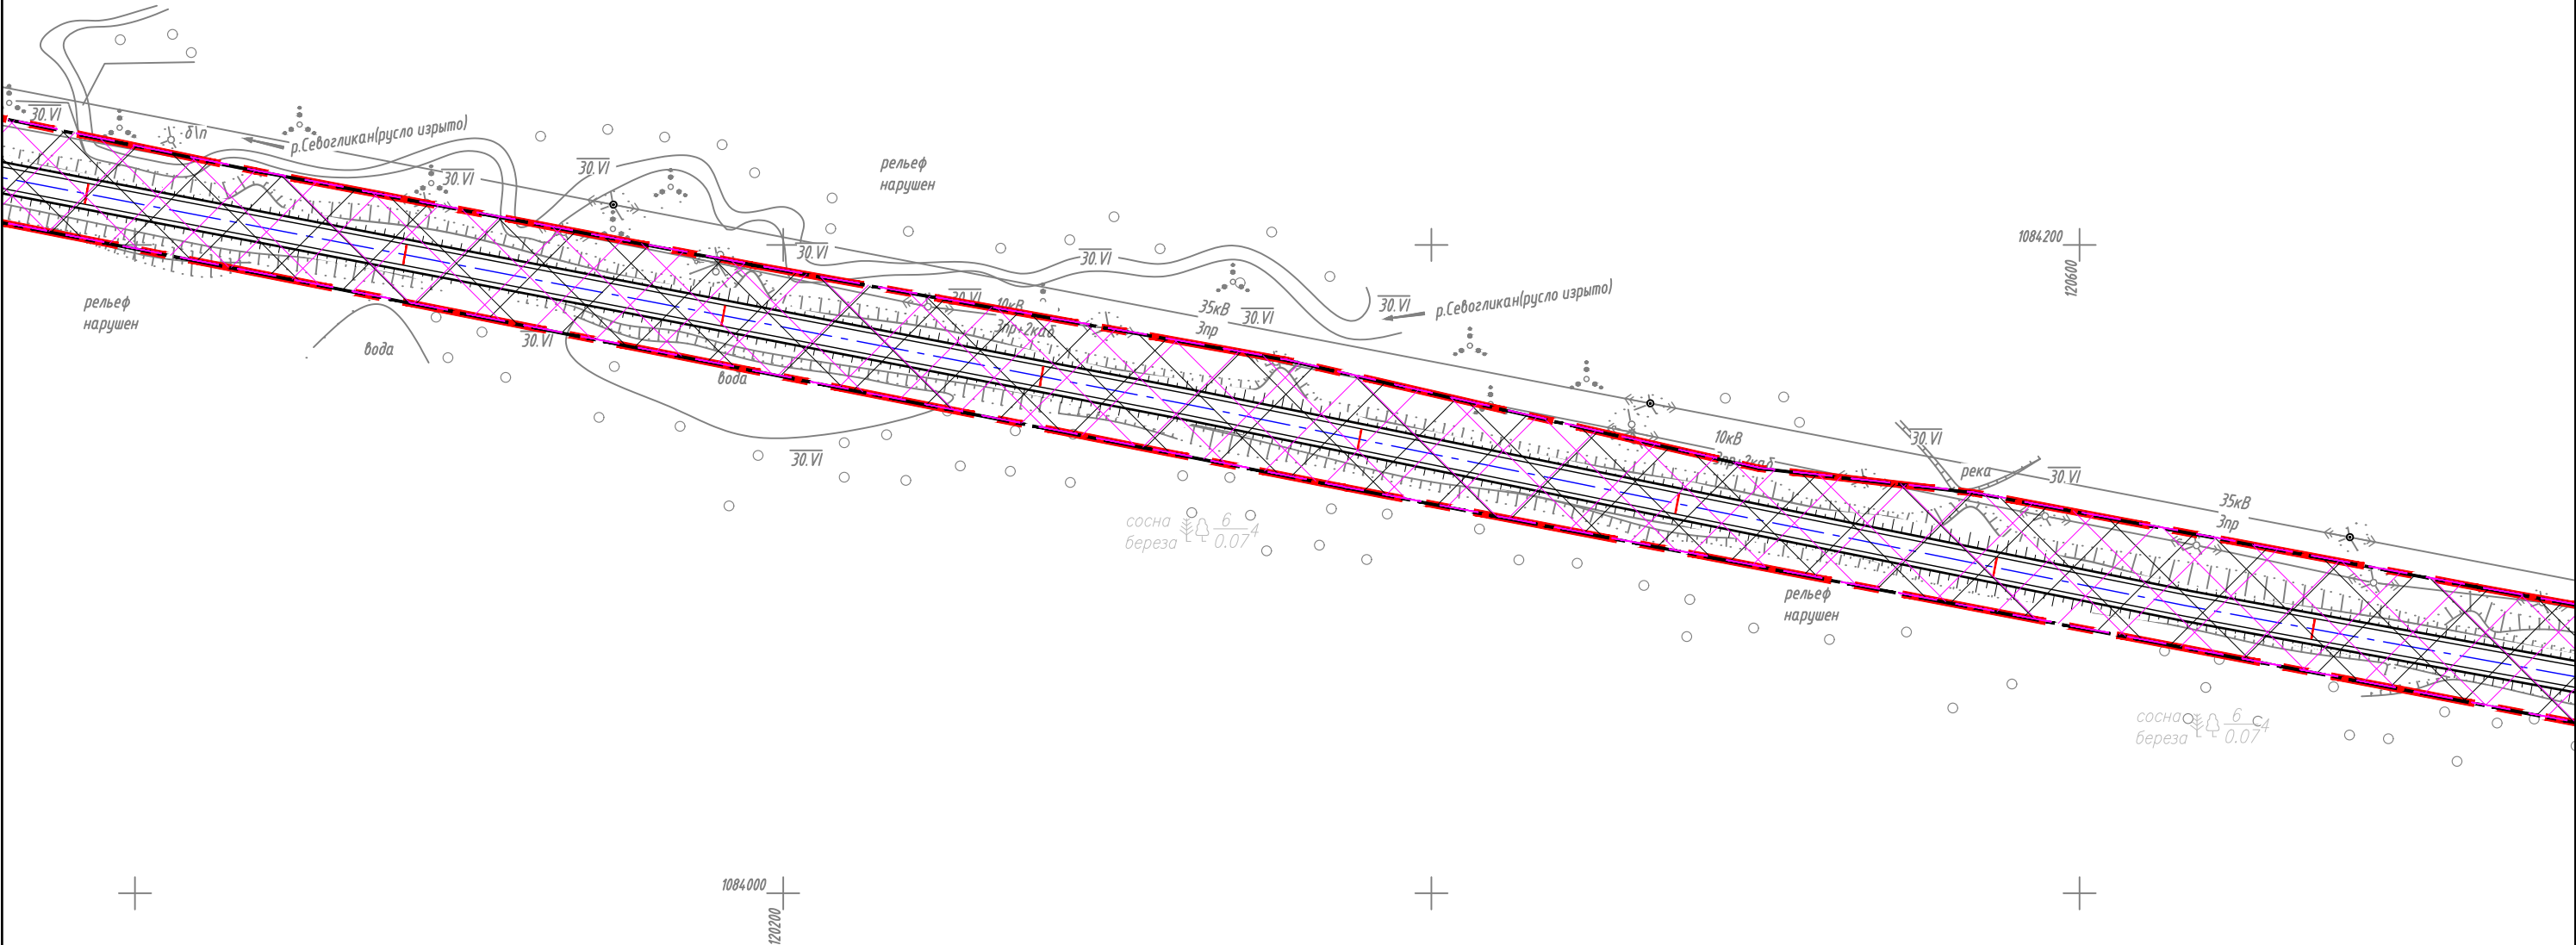 30.VI
б\п
р.Севогликан(русло изрыто)
30.VI
30.VI
рельеф
нарушен
30.VI
30.VI
1084200
120600
рельеф
нарушен
вода
30.VI
30.VI
10кВ
3пр+2каб
35кВ
3пр
30.VI
30.VI
р.Севогликан(русло изрыто)
вода
30.VI
10кВ
3пр+2каб
30.VI
река
30.VI
35кВ
3пр
сосна
береза
6
0.07
4
рельеф
нарушен
сосна
береза
6
0.07
4
1084000
120200